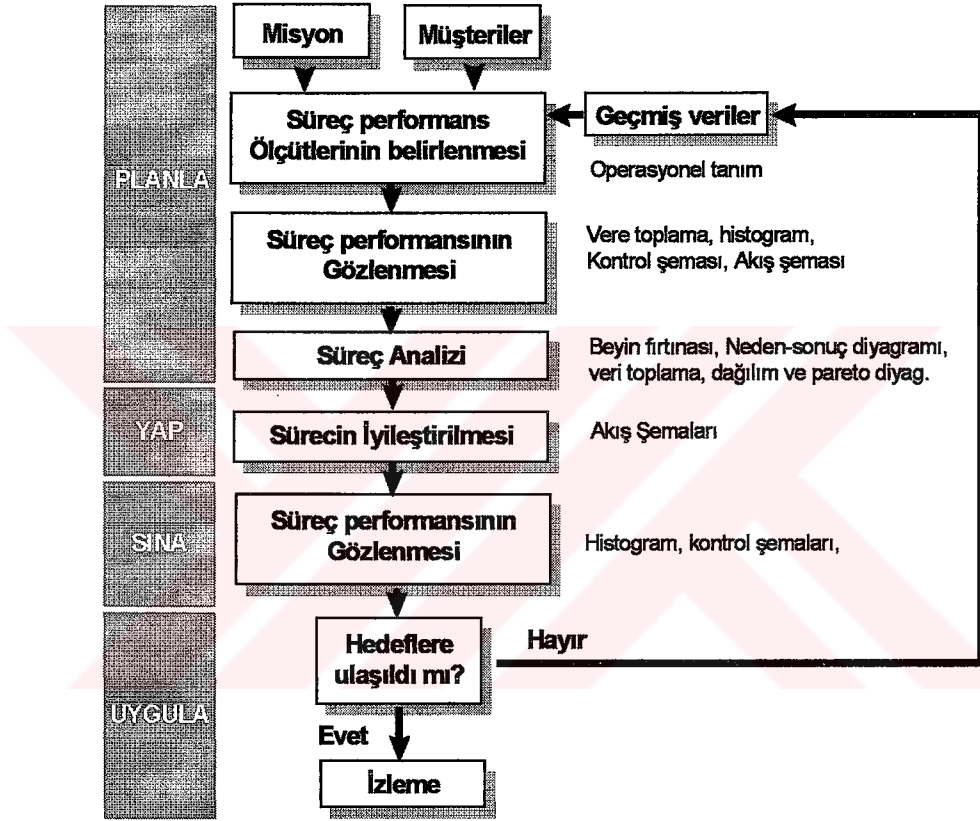 Misyon
Müşteriler
Süreç performans
Ölçütlerinin belirlenmesi
Geçmiş veriler
PLANLA
Operasyonel tanım
Süreç performansının
Gözlenmesi
Vere toplama, histogram,
Kontrol şeması, Akış şeması
Süreç Analizi
Beyin fırtınası, Neden-sonuç diyagramı,
veri toplama, dağılım ve pareto diyag.
YAP
Sürecin İyileştirilmesi
Akış Şemaları
SINA
Süreç performansının
Gözlenmesi
Histogram, kontrol şemaları,
Hedeflere
ulaşıldı mı?
Hayır
UYGULA
Evet
İzleme